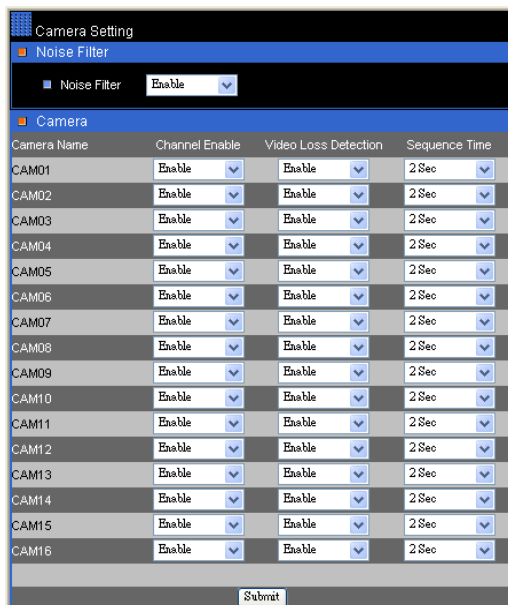 Camera Setting
Noise Filter
Noise Filter Enable
Camera
Camera Name Channel Enable Video Loss Detection Sequence Time
CAM01 Enable Enable 2 Sec
CAM02 Enable Enable 2 Sec
CAM03 Enable Enable 2 Sec
CAM04 Enable Enable 2 Sec
CAM05 Enable Enable 2 Sec
CAM06 Enable Enable 2 Sec
CAM07 Enable Enable 2 Sec
CAM08 Enable Enable 2 Sec
CAM09 Enable Enable 2 Sec
CAM10 Enable Enable 2 Sec
CAM11 Enable Enable 2 Sec
CAM12 Enable Enable 2 Sec
CAM13 Enable Enable 2 Sec
CAM14 Enable Enable 2 Sec
CAM15 Enable Enable 2 Sec
CAM16 Enable Enable 2 Sec
Submit